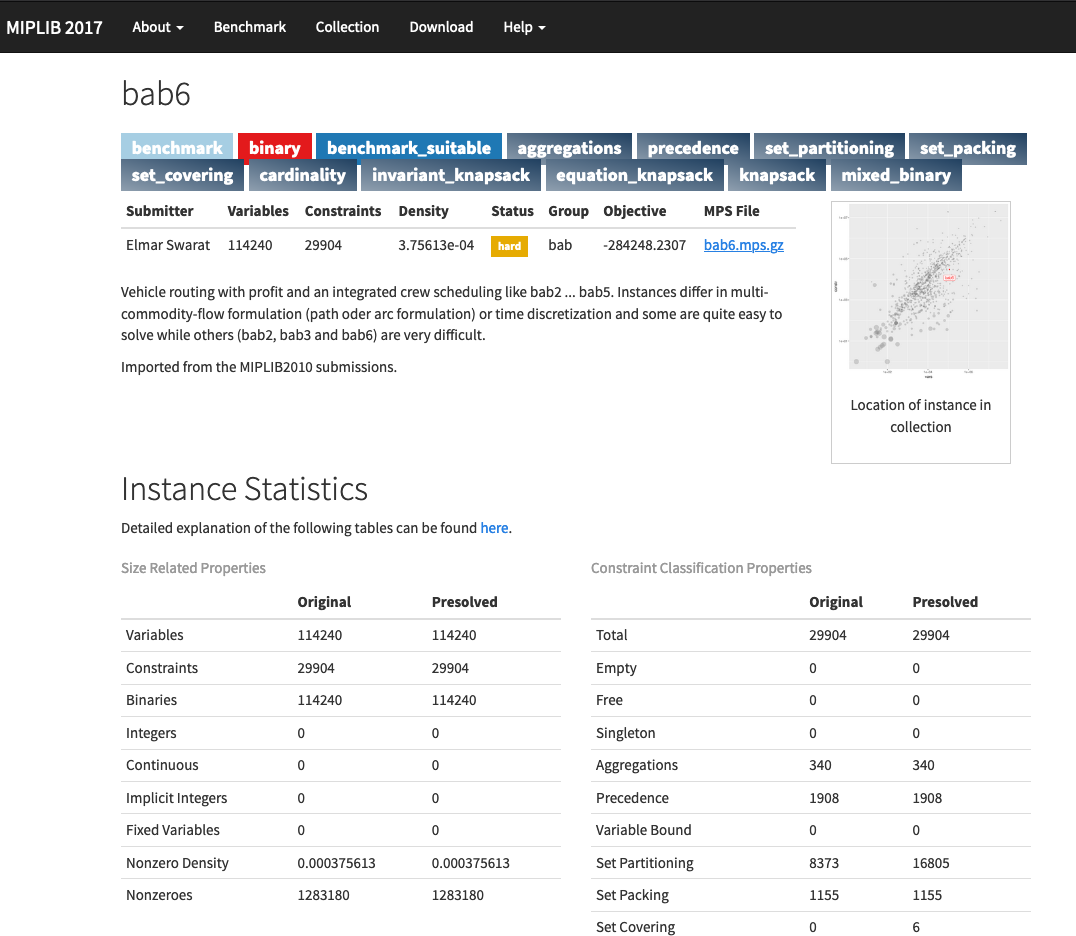 MIPLIB 2017 About Benchmark Collection Download Help
bab6
benchmark binary benchmark_suitable aggregations precedence set_partitioning set_packing
set_covering cardinality invariant_knapsack equation_knapsack knapsack mixed_binary
Submitter Variables Constraints Density Status Group Objective MPS File
Elmar Swarat 114240 29904 3.75613e-04 hard bab -284248.2307 bab6.mps.gz
Vehicle routing with profit and an integrated crew scheduling like bab2 ... bab5. Instances differ in multi-
commodity-flow formulation (path oder arc formulation) or time discretization and some are quite easy to
solve while others (bab2, bab3 and bab6) are very difficult.
Imported from the MIPLIB2010 submissions.
Location of instance in
collection
Instance Statistics
Detailed explanation of the following tables can be found here.
Size Related Properties
Original Presolved
Variables 114240 114240
Constraints 29904 29904
Binaries 114240 114240
Integers 0 0
Continuous 0 0
Implicit Integers 0 0
Fixed Variables 0 0
Nonzero Density 0.000375613 0.000375613
Nonzeroes 1283180 1283180
Constraint Classification Properties
Original Presolved
Total 29904 29904
Empty 0 0
Free 0 0
Singleton 0 0
Aggregations 340 340
Precedence 1908 1908
Variable Bound 0 0
Set Partitioning 8373 16805
Set Packing 1155 1155
Set Covering 0 6